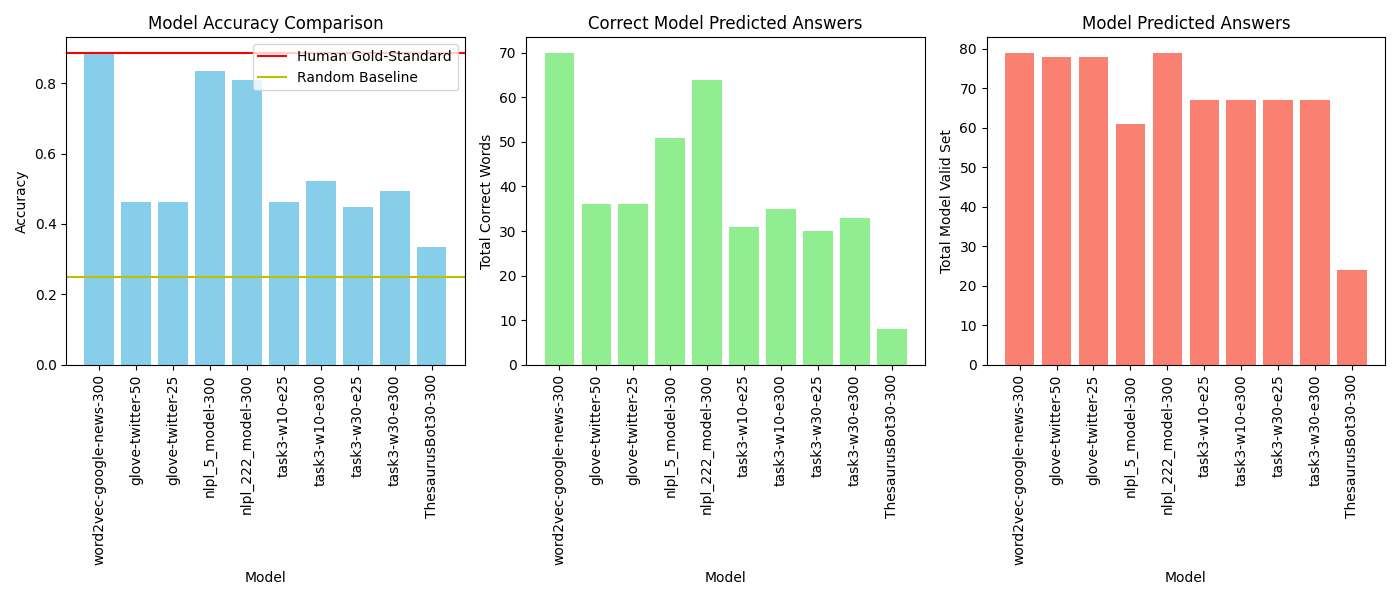 Model Accuracy Comparison
Accuracy
0.8
0.6
0.4
0.2
0.0
Human Gold-Standard
Random Baseline
word2vec-google-news-300
glove-twitter-50
glove-twitter-25
nlpl_5_model-300
nlpl_222_model-300
task3-w10-e25
task3-w10-e300
task3-w30-e25
task3-w30-e300
ThesaurusBot30-300
Model
Correct Model Predicted Answers
Total Correct Words
70
60
50
40
30
20
10
0
word2vec-google-news-300
glove-twitter-50
glove-twitter-25
nlpl_5_model-300
nlpl_222_model-300
task3-w10-e25
task3-w10-e300
task3-w30-e25
task3-w30-e300
ThesaurusBot30-300
Model
Model Predicted Answers
Total Model Valid Set
80
70
60
50
40
30
20
10
0
word2vec-google-news-300
glove-twitter-50
glove-twitter-25
nlpl_5_model-300
nlpl_222_model-300
task3-w10-e25
task3-w10-e300
task3-w30-e25
task3-w30-e300
ThesaurusBot30-300
Model